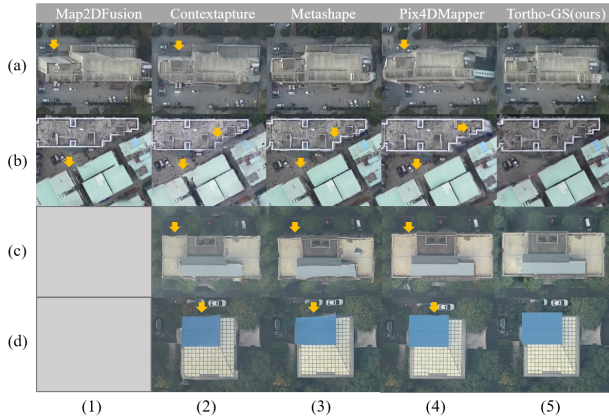 Map2DFusion Contextapture Metashape Pix4DMapper Tortho-GS(ours)
(a)
(b)
(c)
(d)
(1) (2) (3) (4) (5)